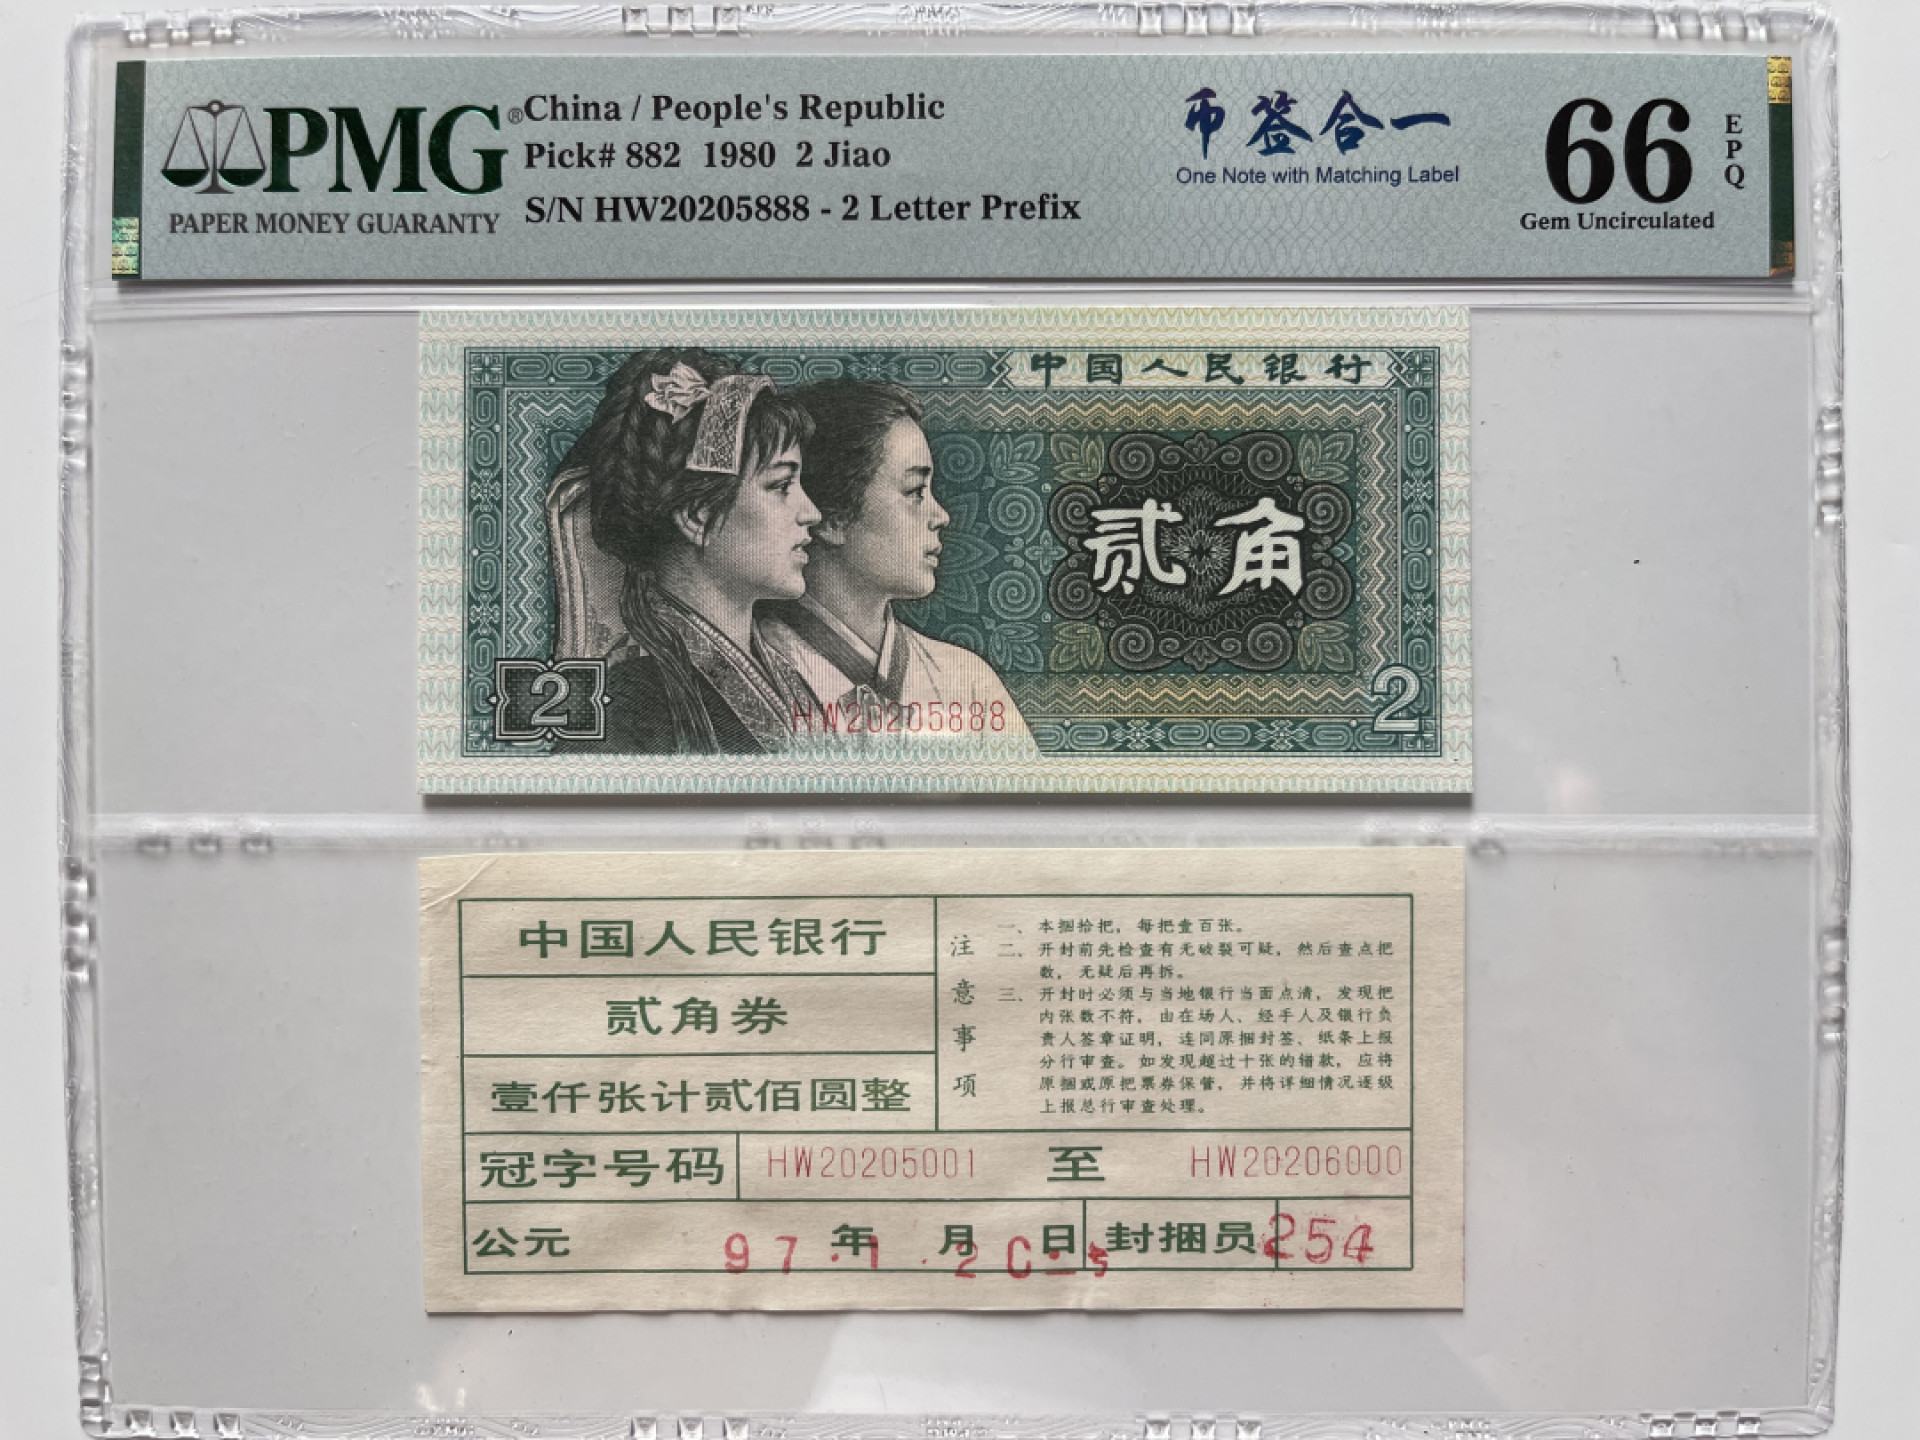 PMG®
PAPER MONEY GUARANTY
China / People's Republic
Pick# 882 1980 2 Jiao
S/N HW20205888 - 2 Letter Prefix
币签合一
One Note with Matching Label
66
EPQ
Gem Uncirculated
中国人民银行
贰角
2
HW20205888
2
中国人民银行
贰角券
壹仟张计贰佰圆整
注意事项
一、本捆拾把，每把壹百张。
二、开封前先检查有无破裂可疑，然后查点把
数，无疑后再拆。
三、开封时必须与当地银行当面点清，发现把
内张数不符，由在场人、经手人及银行负
责人签章证明，连同原捆封签、纸条上报
分行审查。如发现超过十张的错款，应将
原捆或原把票券保管，并将详细情况逐级
上报总行审查处理。
冠字号码 HW20205001 至 HW20206000
公元 年 月 日 封捆员 254
97.1.20